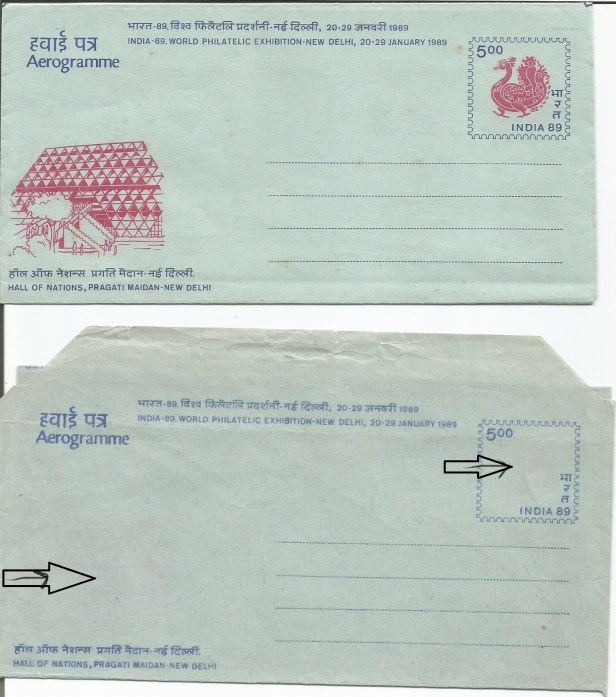 भारत-89. विश्व फिलैटलि प्रदर्शनी-नई दिल्ली, 20-29 जनवरी 1989
INDIA-89. WORLD PHILATELIC EXHIBITION-NEW DELHI, 20-29 JANUARY 1989
हवाई पत्र
Aerogramme
5.00
भारत
INDIA 89
हॉल ऑफ नेशन्स प्रगति मैदान-नई दिल्ली.
HALL OF NATIONS, PRAGATI MAIDAN-NEW DELHI
भारत-89. विश्व फिलैटलि प्रदर्शनी-नई दिल्ली, 20-29 जनवरी 1989
INDIA-89. WORLD PHILATELIC EXHIBITION-NEW DELHI, 20-29 JANUARY 1989
हवाई पत्र
Aerogramme
5.00
भारत
INDIA 89
हॉल ऑफ नेशन्स प्रगति मैदान-नई दिल्ली.
HALL OF NATIONS, PRAGATI MAIDAN-NEW DELHI